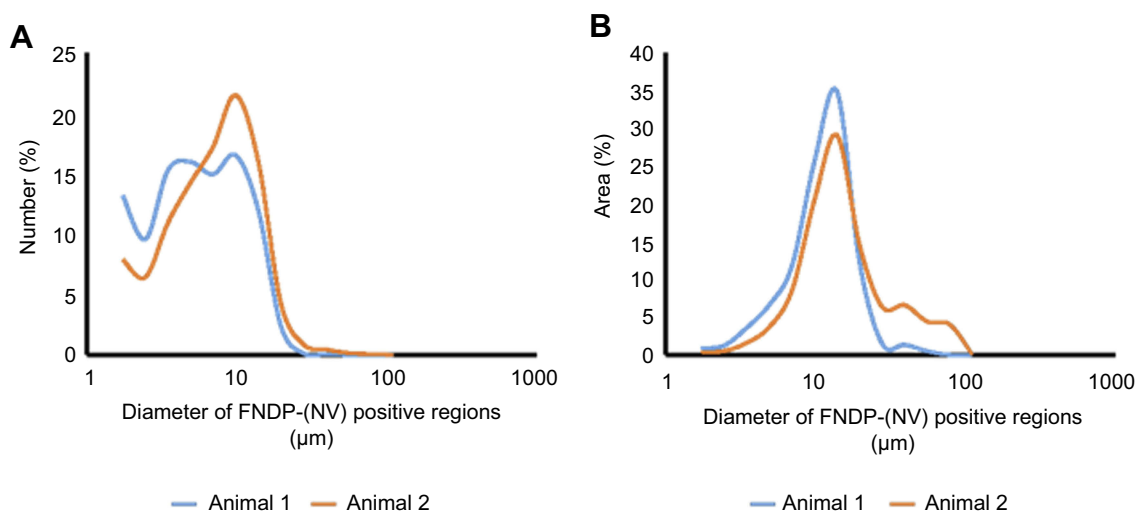 A
25
20
15
10
5
0
Number (%)
1 10 100 1000
Diameter of FNDP-(NV) positive regions
(µm)
Animal 1 Animal 2
B
40
35
30
25
20
15
10
5
0
Area (%)
1 10 100 1000
Diameter of FNDP-(NV) positive regions
(µm)
Animal 1 Animal 2